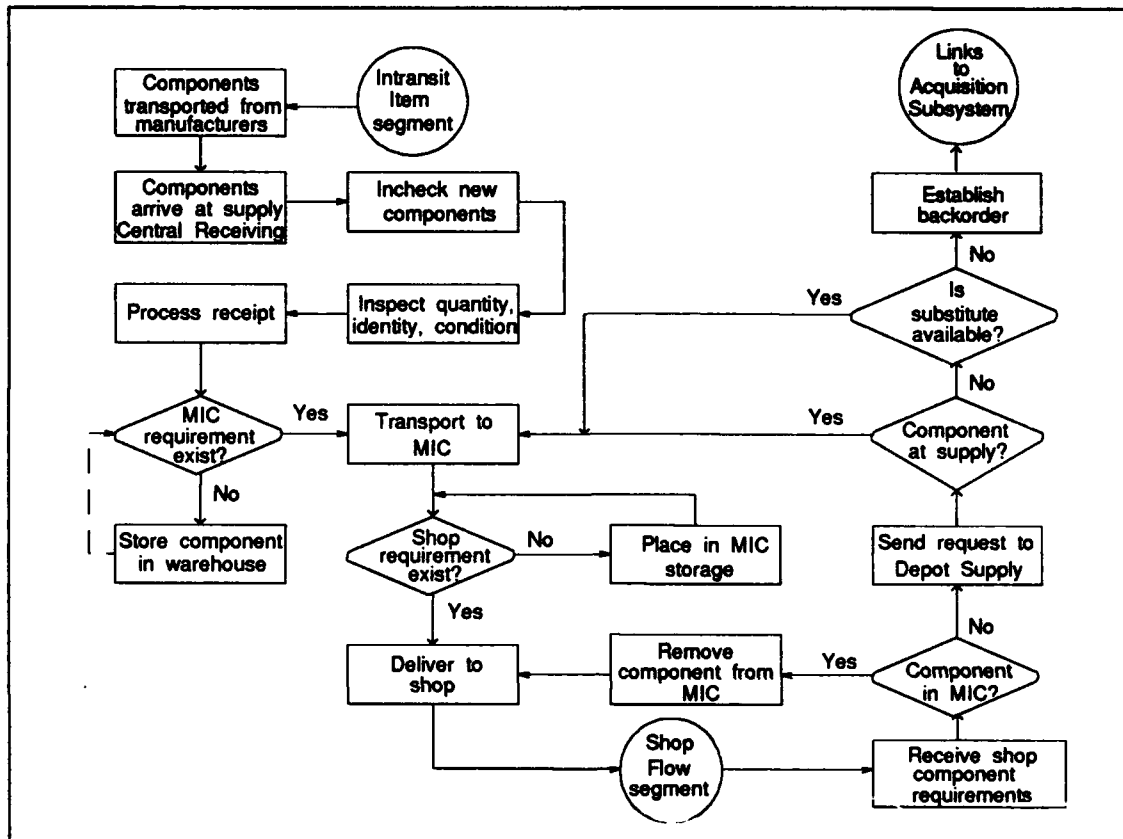 Components
transported from
manufacturers
Intransit
Item
segment
Links
to
Acquisition
Subsystem
Components
arrive at supply
Central Receiving
Incheck new
components
Establish
backorder
No
Process receipt
Inspect quantity,
identity, condition
Yes
Is
substitute
available?
No
MIC
requirement
exist?
Yes
Transport to
MIC
Yes
Component
at supply?
No
Store component
in warehouse
Shop
requirement
exist?
No
Place in MIC
storage
Send request to
Depot Supply
Yes
No
Deliver to
shop
Remove
component from
MIC
Yes
Component
in MIC?
Shop
Flow
segment
Receive shop
component
requirements